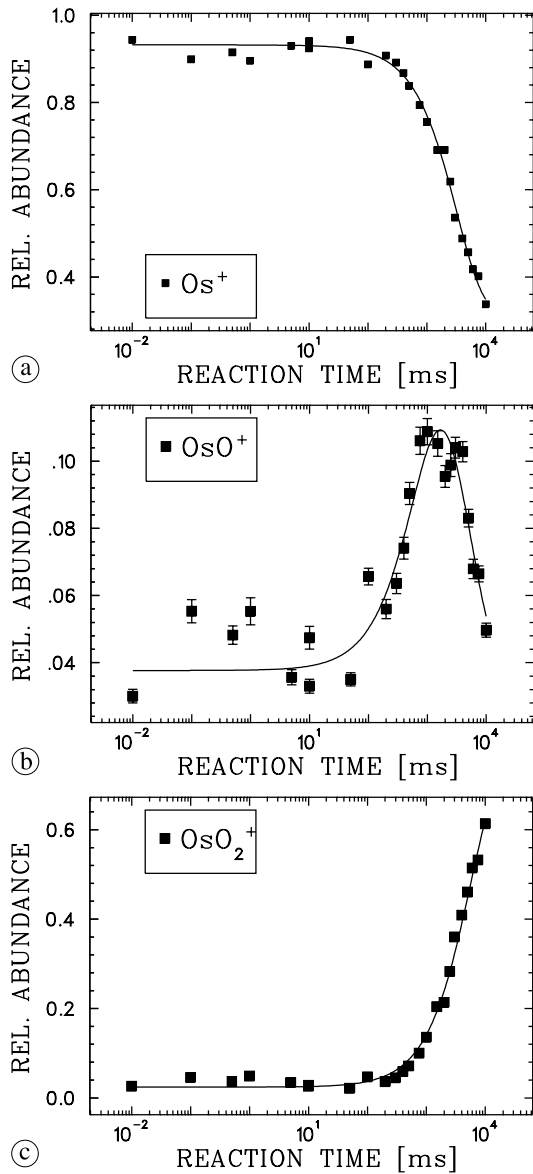 1.0
0.8
0.6
0.4
REL. ABUNDANCE
Os⁺
10⁻² 10¹ 10⁴
REACTION TIME [ms]
a
.10
.08
.06
.04
REL. ABUNDANCE
OsO⁺
10⁻² 10¹ 10⁴
REACTION TIME [ms]
b
0.6
0.4
0.2
0.0
REL. ABUNDANCE
OsO₂⁺
10⁻² 10¹ 10⁴
REACTION TIME [ms]
c